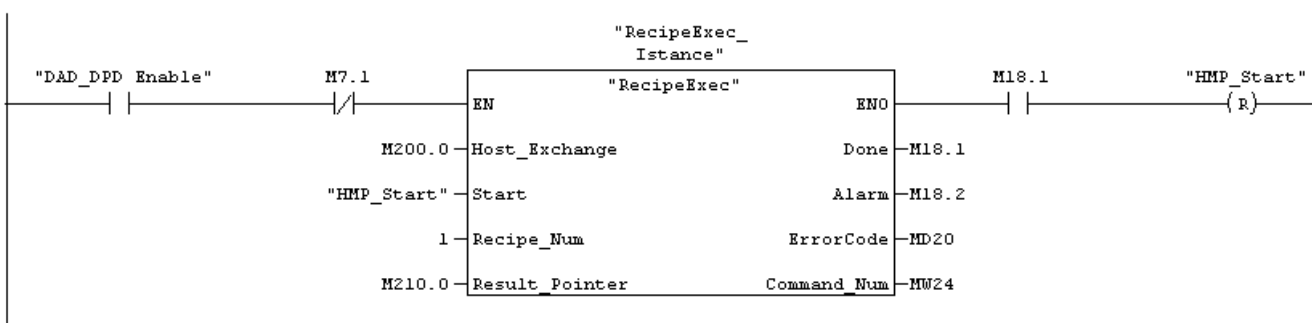 "RecipeExec_
Istance"
"DAD_DPD Enable" M7.1 "RecipeExec" M18.1 "HMP_Start"
EN ENO ( R )
M200.0 Host_Exchange Done M18.1
"HMP_Start" Start Alarm M18.2
1 Recipe_Num ErrorCode MD20
M210.0 Result_Pointer Command_Num MW24